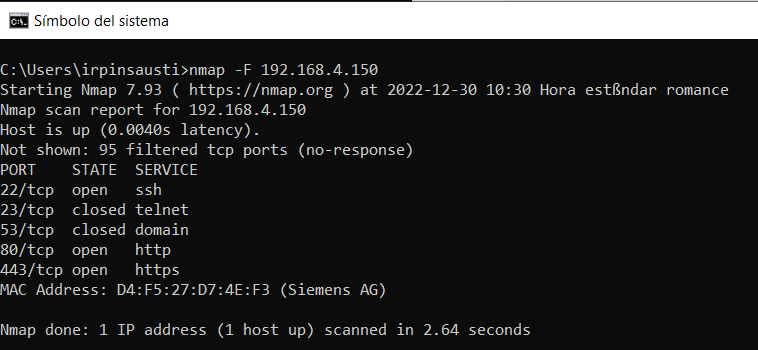 Símbolo del sistema
C:\Users\irpinsausti>nmap -F 192.168.4.150
Starting Nmap 7.93 ( https://nmap.org ) at 2022-12-30 10:30 Hora estßndar romance
Nmap scan report for 192.168.4.150
Host is up (0.0040s latency).
Not shown: 95 filtered tcp ports (no-response)
PORT    STATE  SERVICE
22/tcp  open   ssh
23/tcp  closed telnet
53/tcp  closed domain
80/tcp  open   http
443/tcp open   https
MAC Address: D4:F5:27:D7:4E:F3 (Siemens AG)
Nmap done: 1 IP address (1 host up) scanned in 2.64 seconds